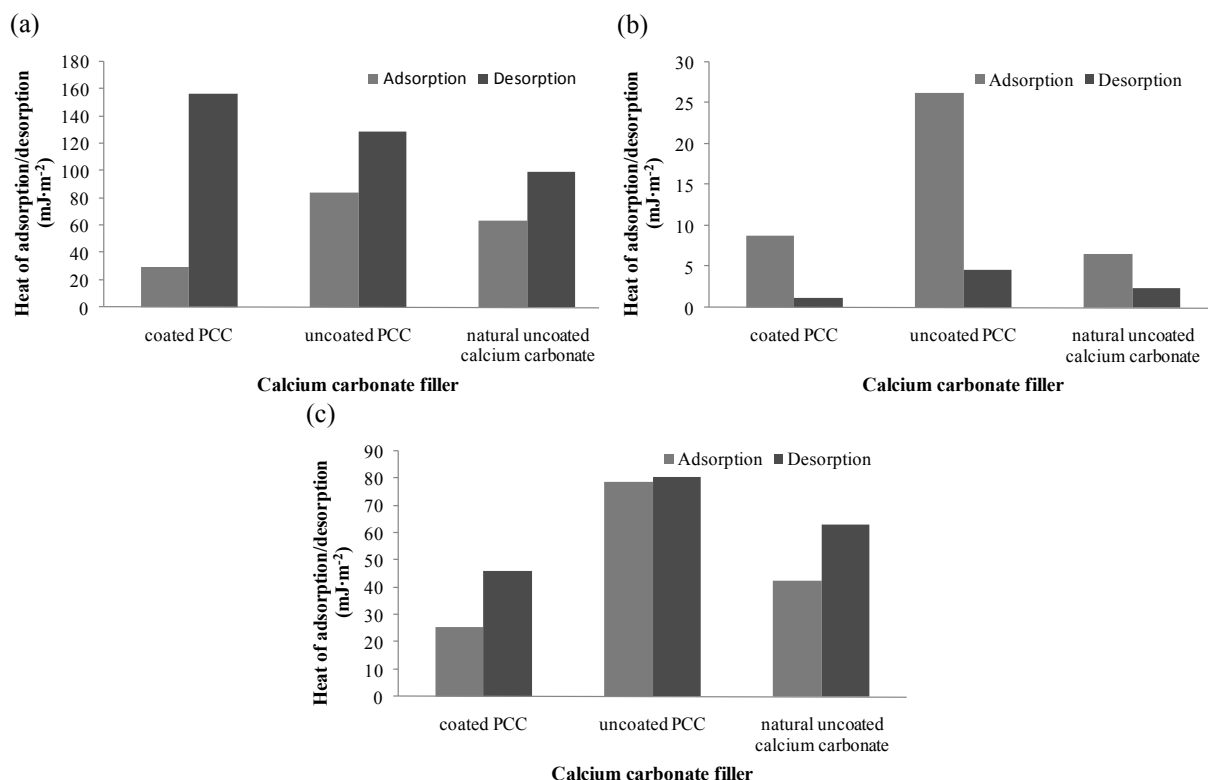 (a)
Heat of adsorption/desorption
(mJ·m-2)
180
160
140
120
100
80
60
40
20
0
Adsorption
Desorption
coated PCC
uncoated PCC
natural uncoated
calcium carbonate
Calcium carbonate filler
(b)
Heat of adsorption/desorption
(mJ·m-2)
30
25
20
15
10
5
0
Adsorption
Desorption
coated PCC
uncoated PCC
natural uncoated
calcium carbonate
Calcium carbonate filler
(c)
Heat of adsorption/desorption
(mJ·m-2)
90
80
70
60
50
40
30
20
10
0
Adsorption
Desorption
coated PCC
uncoated PCC
natural uncoated
calcium carbonate
Calcium carbonate filler